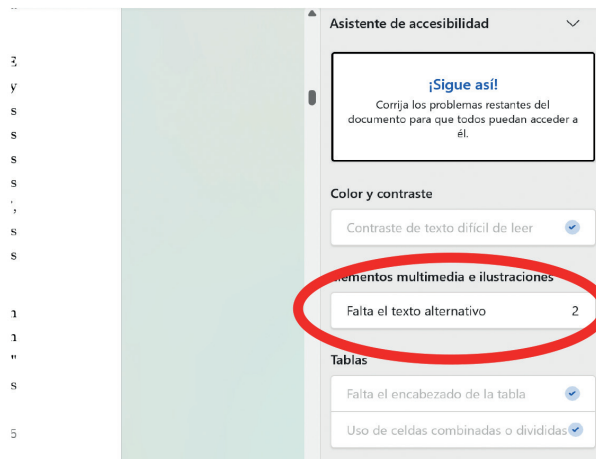 E
y
s
s
s
s
',
s
s
n
n
"
s
5
Asistente de accesibilidad
¡Sigue así!
Corrija los problemas restantes del
documento para que todos puedan acceder a
él.
Color y contraste
Contraste de texto difícil de leer
Elementos multimedia e ilustraciones
Falta el texto alternativo 2
Tablas
Falta el encabezado de la tabla
Uso de celdas combinadas o divididas